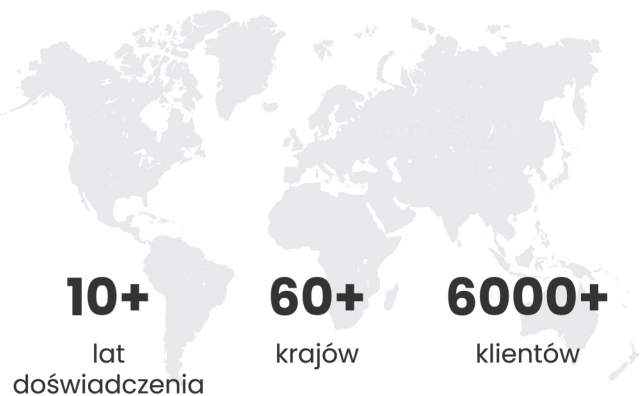 10+
lat
doświadczenia
60+
krajów
6000+
klientów